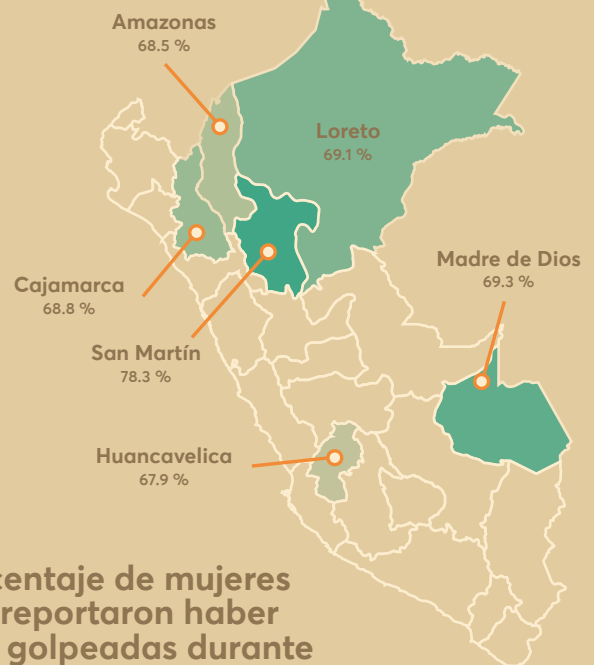 Amazonas
68.5 %
Loreto
69.1 %
Madre de Dios
69.3 %
Cajamarca
68.8 %
San Martín
78.3 %
Huancavelica
67.9 %
centaje de mujeres
reportaron haber
golpeadas durante